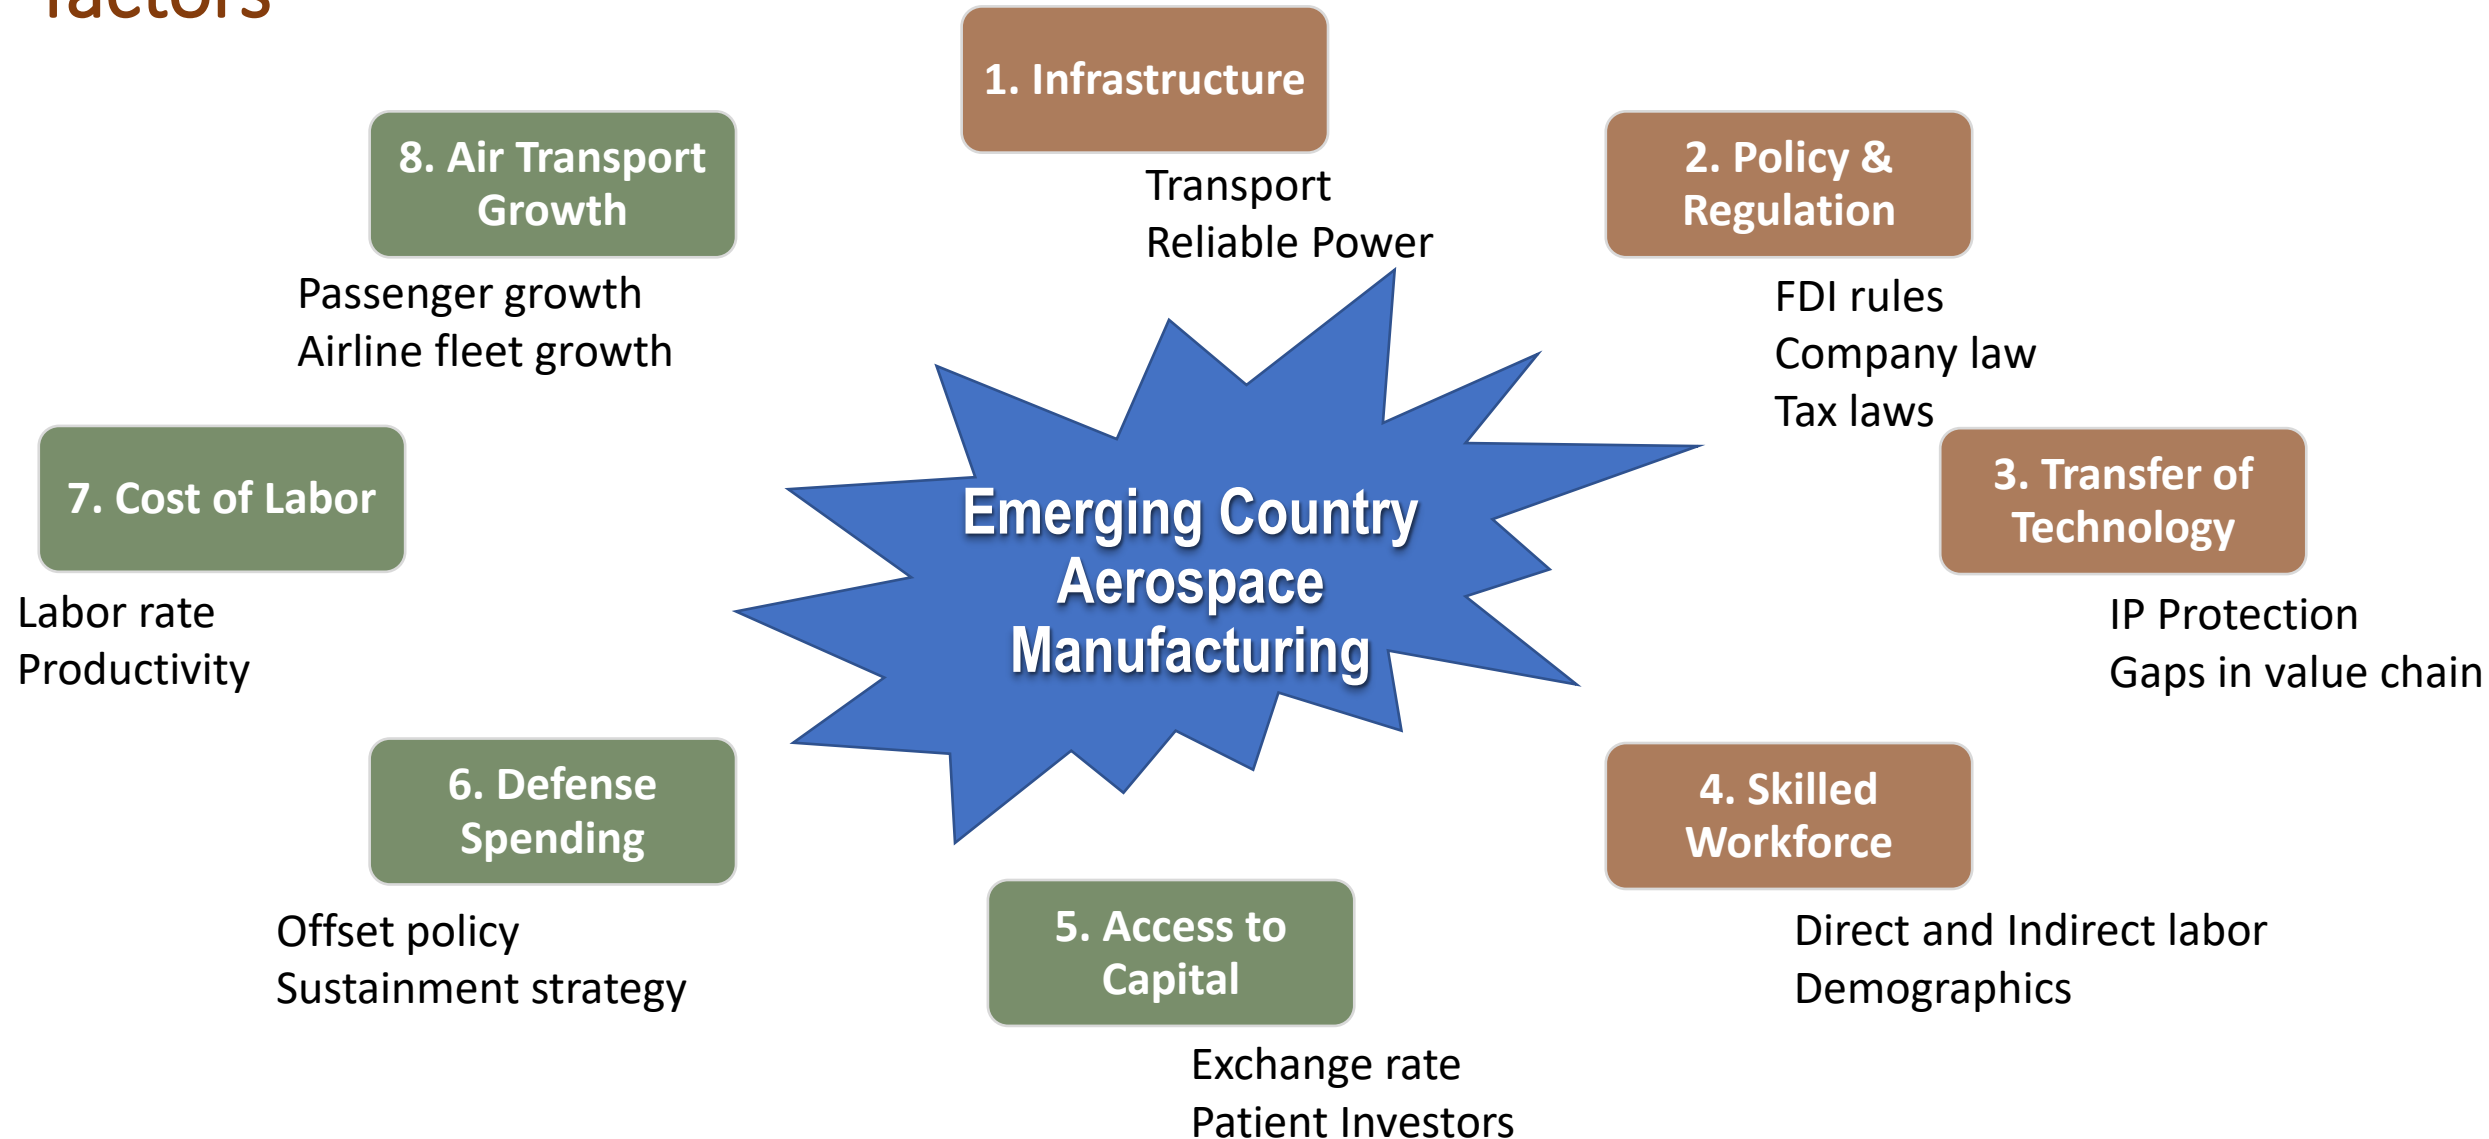 factors
1. Infrastructure
Transport
Reliable Power
2. Policy &
Regulation
FDI rules
Company law
Tax laws
3. Transfer of
Technology
IP Protection
Gaps in value chain
4. Skilled
Workforce
Direct and Indirect labor
Demographics
5. Access to
Capital
Exchange rate
Patient Investors
6. Defense
Spending
Offset policy
Sustainment strategy
7. Cost of Labor
Labor rate
Productivity
8. Air Transport
Growth
Passenger growth
Airline fleet growth
Emerging Country
Aerospace
Manufacturing